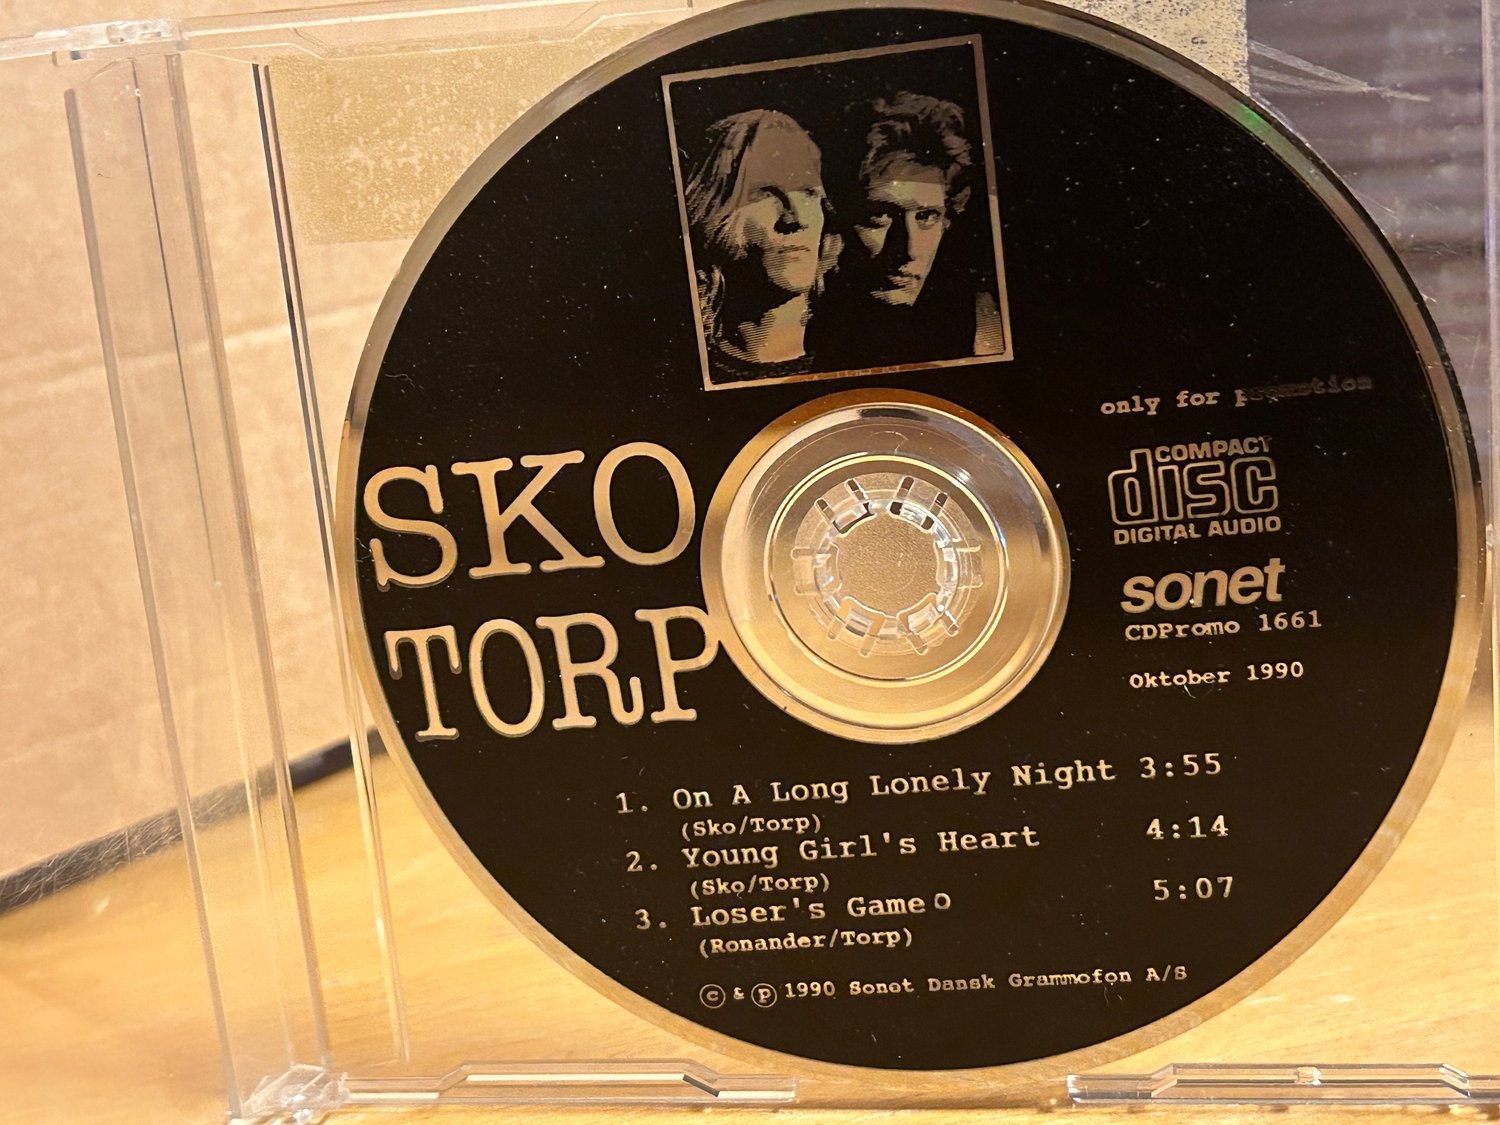 SKO
TORP
only for promotion
COMPACT
disc
DIGITAL AUDIO
sonet
CDPromo 1661
Oktober 1990
1. On A Long Lonely Night 3:55
(Sko/Torp)
2. Young Girl's Heart 4:14
(Sko/Torp)
3. Loser's Game O 5:07
(Ronander/Torp)
© & ℗ 1990 Sonet Dansk Grammofon A/S